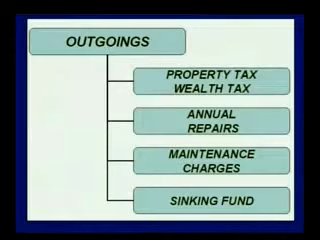 OUTGOINGS
PROPERTY TAX
WEALTH TAX
ANNUAL
REPAIRS
MAINTENANCE
CHARGES
SINKING FUND